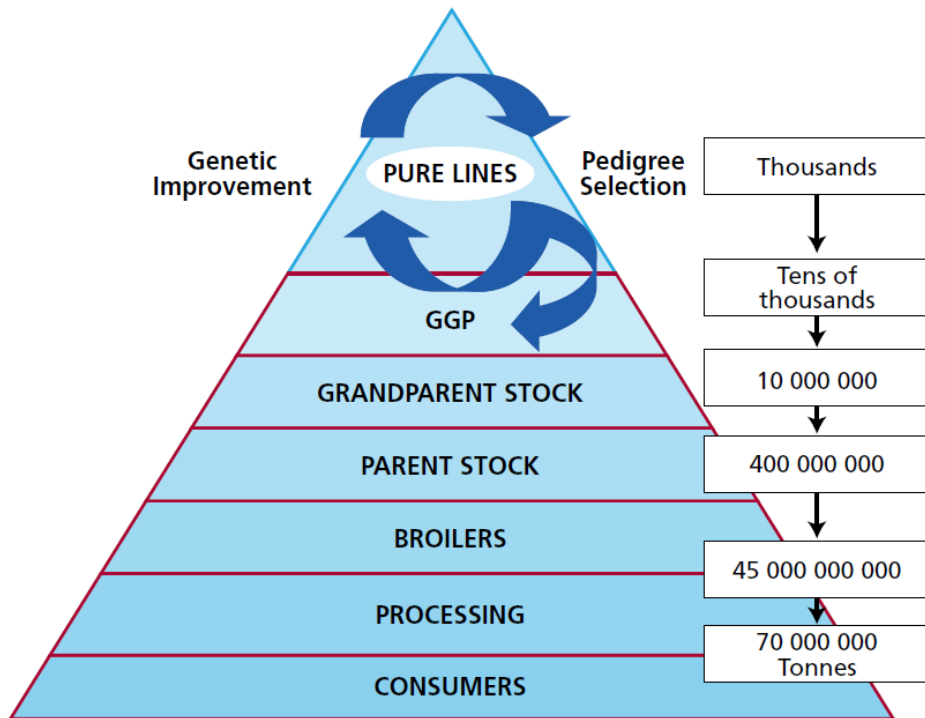 Genetic
Improvement
PURE LINES
Pedigree
Selection
Thousands
GGP
Tens of
thousands
GRANDPARENT STOCK
10 000 000
PARENT STOCK
400 000 000
BROILERS
45 000 000 000
PROCESSING
70 000 000
Tonnes
CONSUMERS